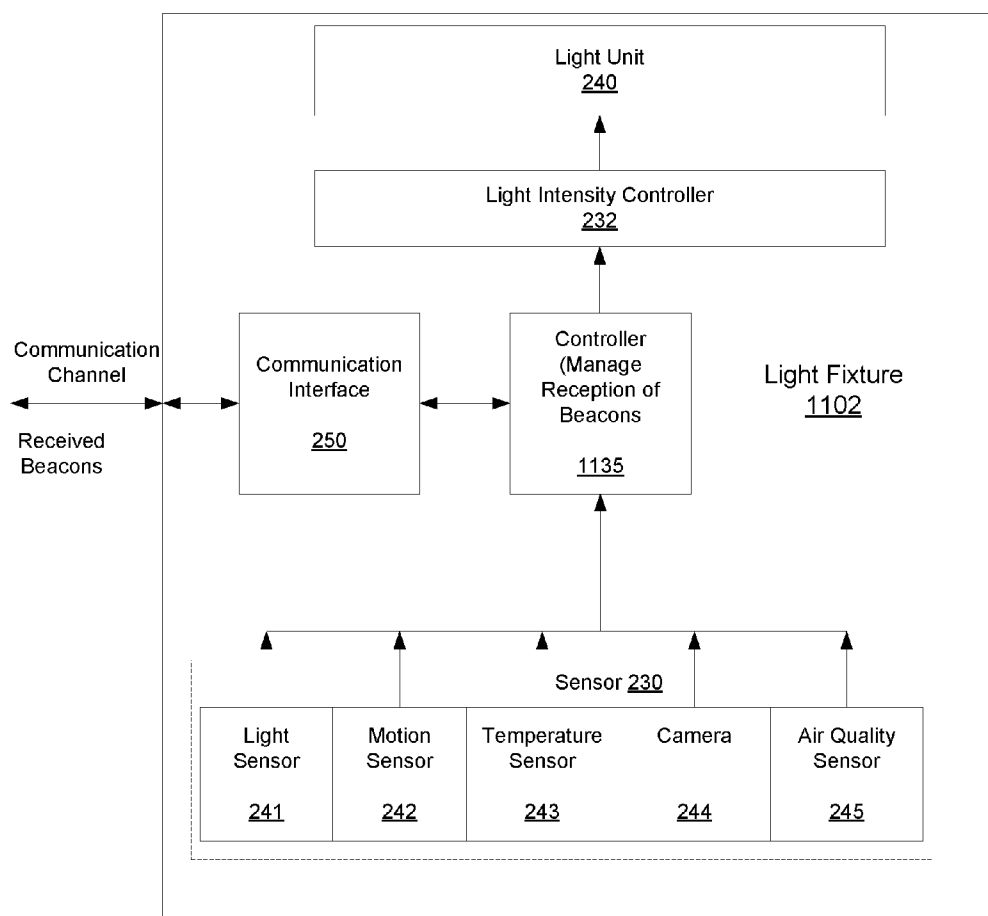 Light Unit
240
Light Intensity Controller
232
Communication
Channel
Received
Beacons
Communication
Interface
250
Controller
(Manage
Reception of
Beacons
1135
Light Fixture
1102
Sensor 230
Light
Sensor
241
Motion
Sensor
242
Temperature
Sensor
243
Camera
244
Air Quality
Sensor
245